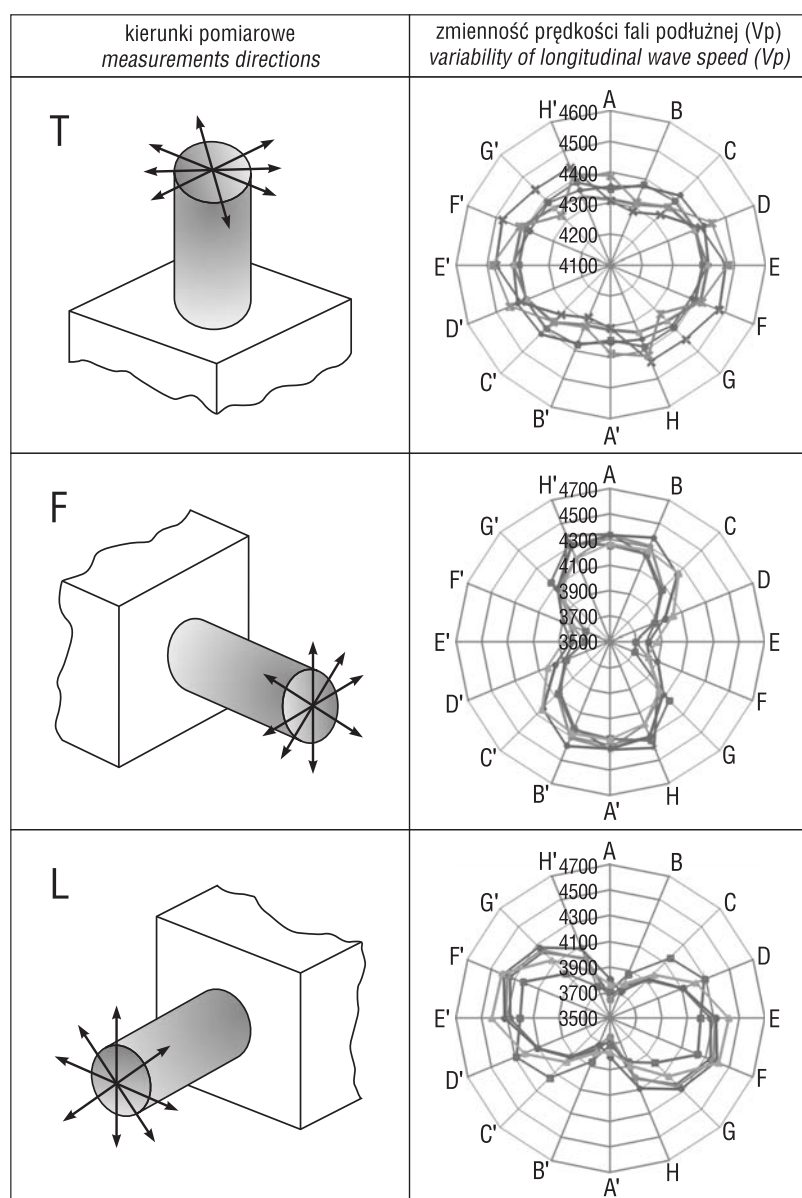 kierunki pomiarowe
measurements directions
zmienność prędkości fali podłużnej (Vp)
variability of longitudinal wave speed (Vp)
T
A
B
C
D
E
F
G
H
A'
B'
C'
D'
E'
F'
G'
H'
4600
4500
4400
4300
4200
4100
F
A
B
C
D
E
F
G
H
A'
B'
C'
D'
E'
F'
G'
H'
4700
4500
4300
4100
3900
3700
3500
L
A
B
C
D
E
F
G
H
A'
B'
C'
D'
E'
F'
G'
H'
4700
4500
4300
4100
3900
3700
3500